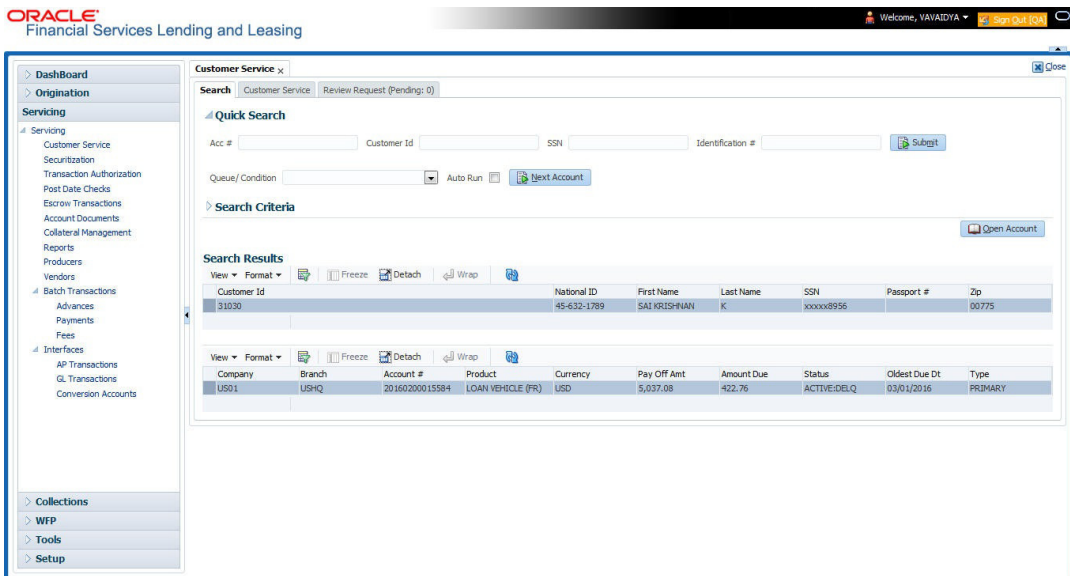 ORACLE
Financial Services Lending and Leasing
Welcome, VAVAIDYA
Sign Out [QA]
Close
DashBoard
Origination
Servicing
Servicing
Customer Service
Securitization
Transaction Authorization
Post Date Checks
Escrow Transactions
Account Documents
Collateral Management
Reports
Producers
Vendors
Batch Transactions
Advances
Payments
Fees
Interfaces
AP Transactions
GL Transactions
Conversion Accounts
Collections
WFP
Tools
Setup
Customer Service x
Search Customer Service Review Request (Pending: 0)
Quick Search
Acc # Customer Id SSN Identification # Submit
Queue/ Condition Auto Run Next Account
Search Criteria
Open Account
Search Results
View Format Freeze Detach Wrap
Customer Id National ID First Name Last Name SSN Passport # Zip
31030 45-632-1789 SAI KRISHNAN K xxxxx8956 00775
View Format Freeze Detach Wrap
Company Branch Account # Product Currency Pay Off Amt Amount Due Status Oldest Due Dt Type
US01 USHQ 20160200015584 LOAN VEHICLE (FR) USD 5,037.08 422.76 ACTIVE:DELQ 03/01/2016 PRIMARY